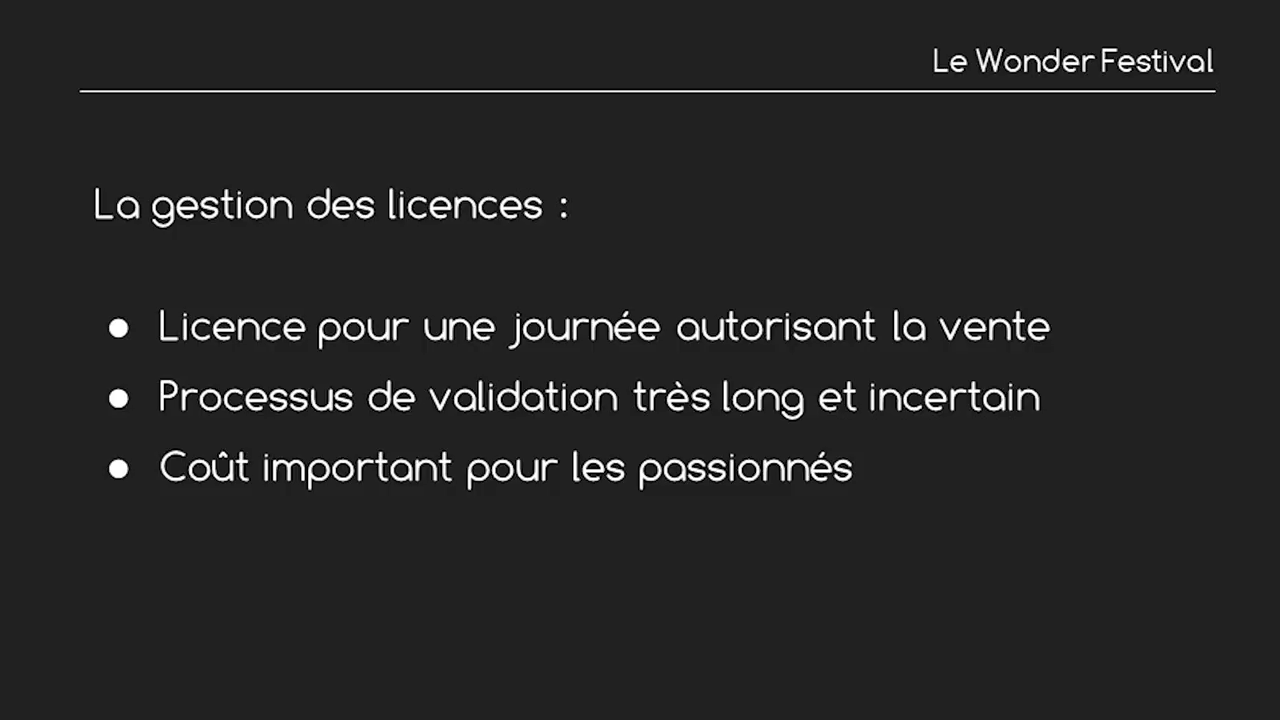 Le Wonder Festival
La gestion des licences :
● Licence pour une journée autorisant la vente
● Processus de validation très long et incertain
● Coût important pour les passionnés